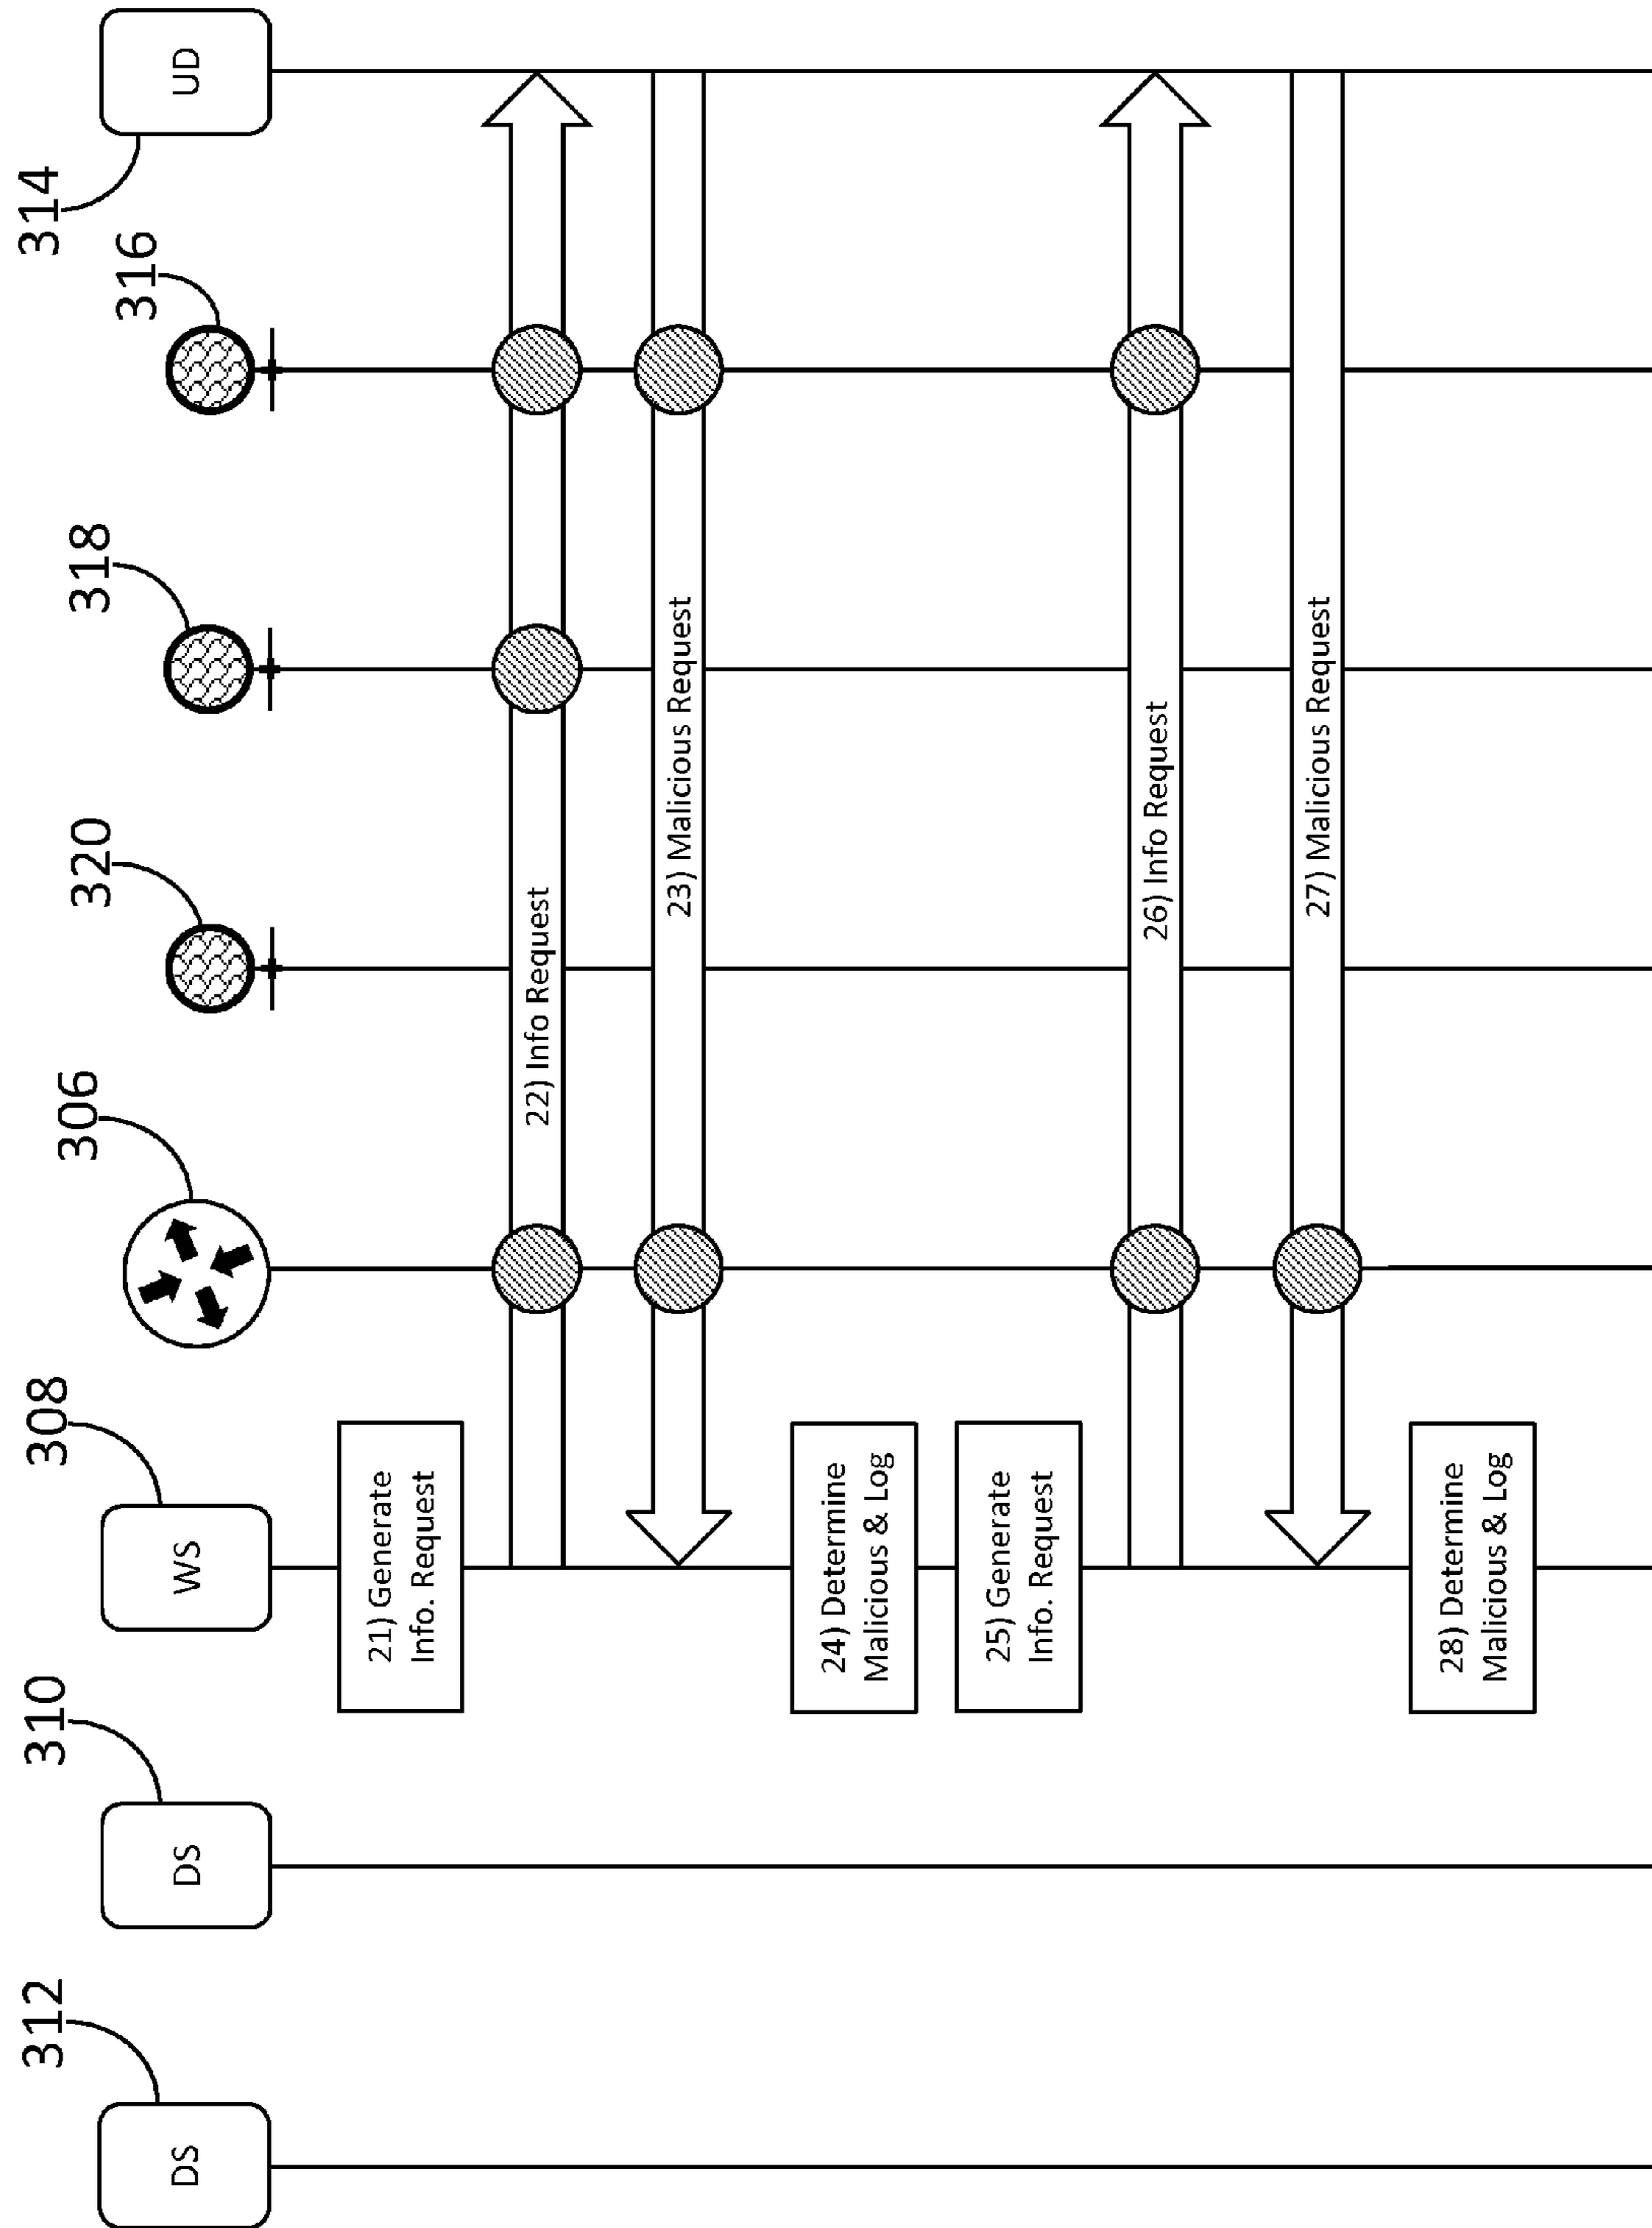 312
310
308
306
320
318
316
314
DS
DS
WS
UD
21) Generate
Info. Request
22) Info Request
23) Malicious Request
24) Determine
Malicious & Log
25) Generate
Info. Request
26) Info Request
27) Malicious Request
28) Determine
Malicious & Log